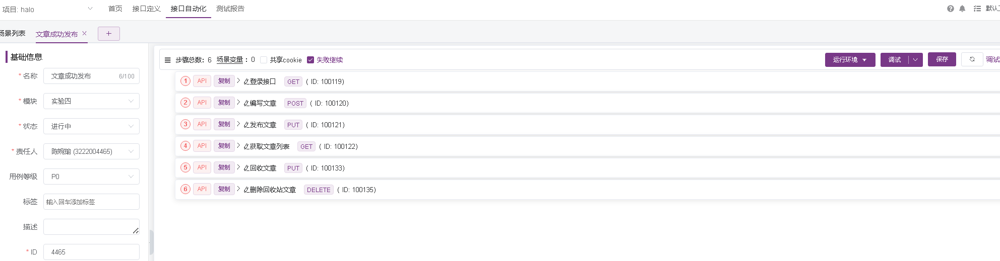 项目: halo 首页 接口定义 接口自动化 测试报告 默认
场景列表 文章成功发布 × +
基础信息
* 名称 文章成功发布 6/100
* 模块 实验四
* 状态 进行中
* 责任人 陈婉瑜 (3222004465)
用例等级 P0
标签 输入回车添加标签
描述
* ID 4465
步骤总数: 6 场景变量 : 0 共享cookie 失败继续 运行环境 调试 保存 调试
1 API 复制 登录接口 GET ( ID: 100119)
2 API 复制 编写文章 POST ( ID: 100120)
3 API 复制 发布文章 PUT ( ID: 100121)
4 API 复制 获取文章列表 GET ( ID: 100122)
5 API 复制 回收文章 PUT ( ID: 100133)
6 API 复制 删除回收站文章 DELETE ( ID: 100135)